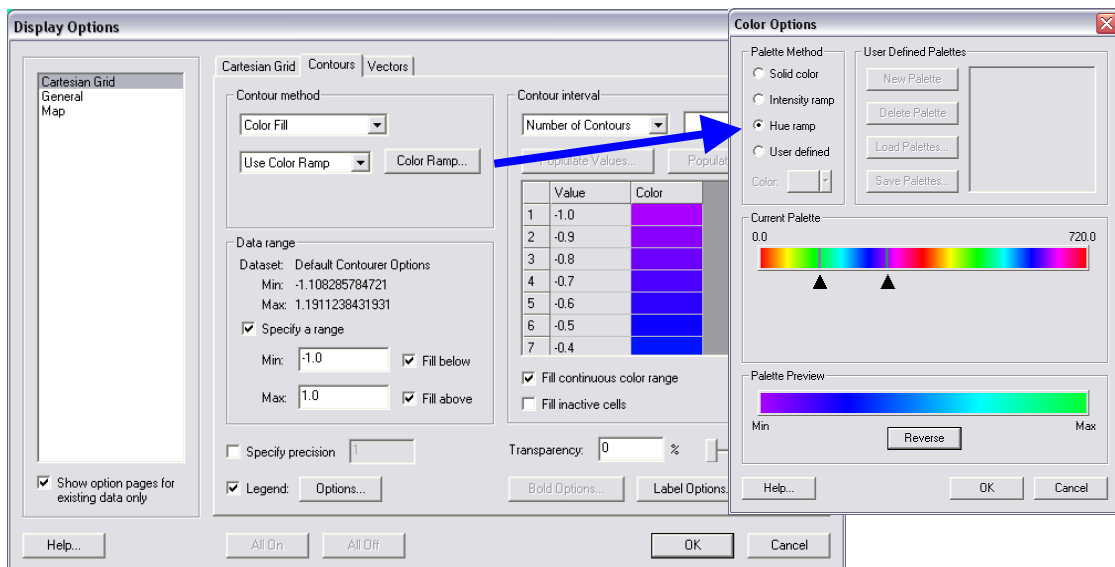 Display Options
Cartesian Grid
General
Map
Show option pages for
existing data only
Cartesian Grid
Contours
Vectors
Contour method
Color Fill
Use Color Ramp
Color Ramp...
Data range
Dataset: Default Contourer Options
Min: -1.108285784721
Max: 1.1911238431931
Specify a range
Min: -1.0
Fill below
Max: 1.0
Fill above
Specify precision
1
Legend:
Options...
Contour interval
Number of Contours
Populate Values...
Value Color
1 -1.0
2 -0.9
3 -0.8
4 -0.7
5 -0.6
6 -0.5
7 -0.4
Fill continuous color range
Fill inactive cells
Transparency: 0 %
Bold Options...
Label Options.
Help...
All On
All Off
OK
Cancel
Color Options
Palette Method
Solid color
Intensity ramp
Hue ramp
User defined
Color:
User Defined Palettes
New Palette
Delete Palette
Load Palettes...
Save Palettes...
Current Palette
0.0 720.0
Palette Preview
Min Max
Reverse
Help...
OK
Cancel